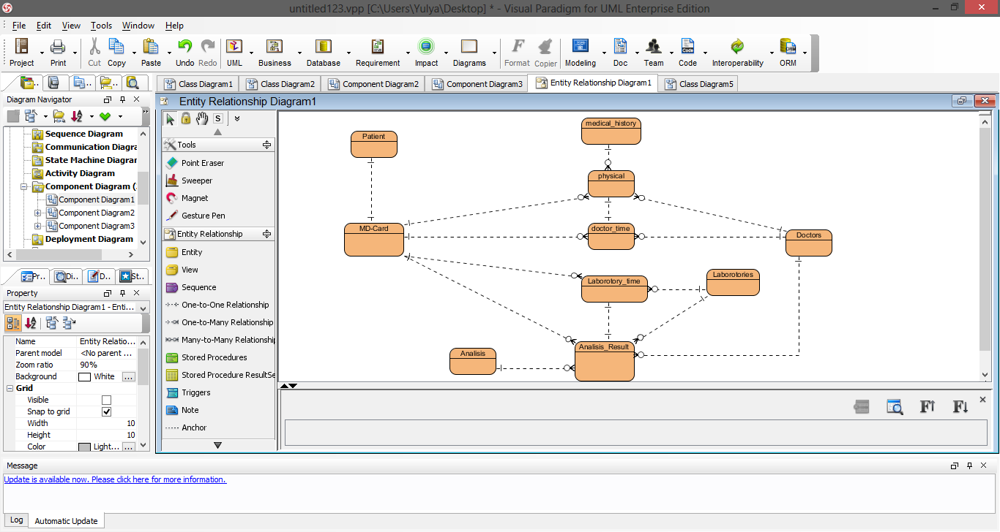 untitled123.vpp [C:\Users\Yulya\Desktop] * - Visual Paradigm for UML Enterprise Edition
File Edit View Tools Window Help
Project Print Cut Copy Paste Undo Redo UML Business Database Requirement Impact Diagrams Format Copier Modeling Doc Team Code Interoperability ORM
Class Diagram1 Class Diagram2 Component Diagram2 Component Diagram3 Entity Relationship Diagram1 Class Diagram5
Diagram Navigator
Sequence Diagram
Communication Diagra
State Machine Diagrar
Activity Diagram
Component Diagram (
Component Diagram1
Component Diagram2
Component Diagram3
Deployment Diagram
Pr.. Di.. D.. St..
Property
Entity Relationship Diagram1 - Enti...
Name Entity Relatio...
Parent model <No parent ...
Zoom ratio 90%
Background White ...
Grid
Visible
Snap to grid
Width 10
Height 10
Color Light... ...
Entity Relationship Diagram1
S
Tools
Point Eraser
Sweeper
Magnet
Gesture Pen
Entity Relationship
Entity
View
Sequence
One-to-One Relationship
One-to-Many Relationship
Many-to-Many Relationship
Stored Procedures
Stored Procedure ResultSe
Triggers
Note
Anchor
medical_history
Patient
physical
MD-Card
doctor_time
Doctors
Laborotories
Laborotory_time
Analisis_Result
Analisis
Message
Update is available now. Please click here for more information.
Log Automatic Update